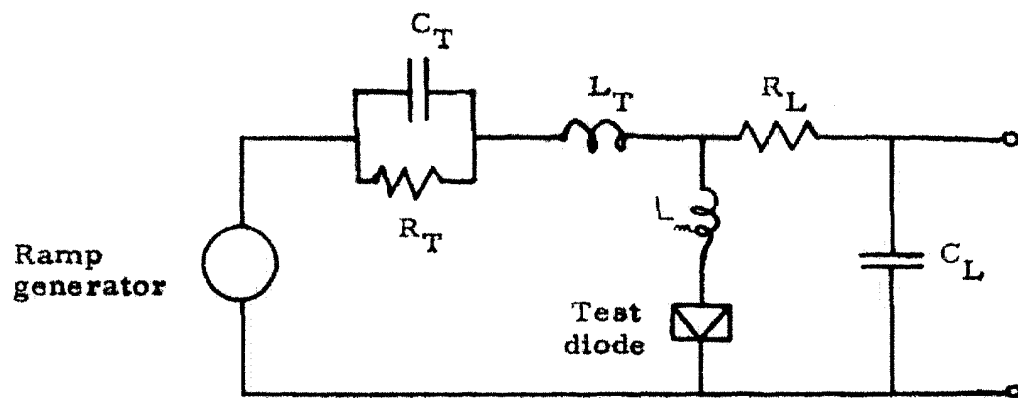 C_T
L_T
R_L
R_T
L_m
C_L
Ramp
generator
Test
diode